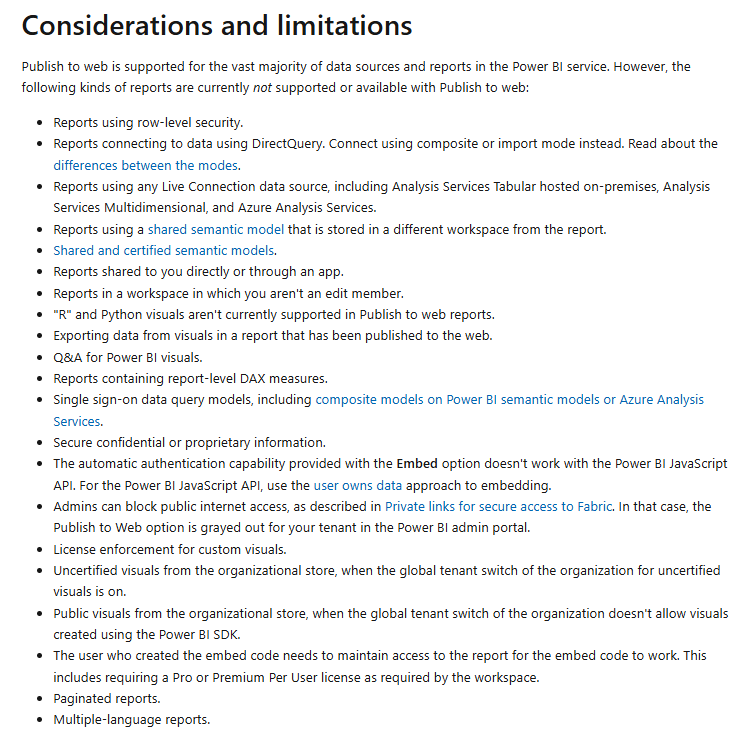 Considerations and limitations
Publish to web is supported for the vast majority of data sources and reports in the Power BI service. However, the
following kinds of reports are currently not supported or available with Publish to web:
• Reports using row-level security.
• Reports connecting to data using DirectQuery. Connect using composite or import mode instead. Read about the
differences between the modes.
• Reports using any Live Connection data source, including Analysis Services Tabular hosted on-premises, Analysis
Services Multidimensional, and Azure Analysis Services.
• Reports using a shared semantic model that is stored in a different workspace from the report.
• Shared and certified semantic models.
• Reports shared to you directly or through an app.
• Reports in a workspace in which you aren't an edit member.
• "R" and Python visuals aren't currently supported in Publish to web reports.
• Exporting data from visuals in a report that has been published to the web.
• Q&A for Power BI visuals.
• Reports containing report-level DAX measures.
• Single sign-on data query models, including composite models on Power BI semantic models or Azure Analysis
Services.
• Secure confidential or proprietary information.
• The automatic authentication capability provided with the Embed option doesn't work with the Power BI JavaScript
API. For the Power BI JavaScript API, use the user owns data approach to embedding.
• Admins can block public internet access, as described in Private links for secure access to Fabric. In that case, the
Publish to Web option is grayed out for your tenant in the Power BI admin portal.
• License enforcement for custom visuals.
• Uncertified visuals from the organizational store, when the global tenant switch of the organization for uncertified
visuals is on.
• Public visuals from the organizational store, when the global tenant switch of the organization doesn't allow visuals
created using the Power BI SDK.
• The user who created the embed code needs to maintain access to the report for the embed code to work. This
includes requiring a Pro or Premium Per User license as required by the workspace.
• Paginated reports.
• Multiple-language reports.